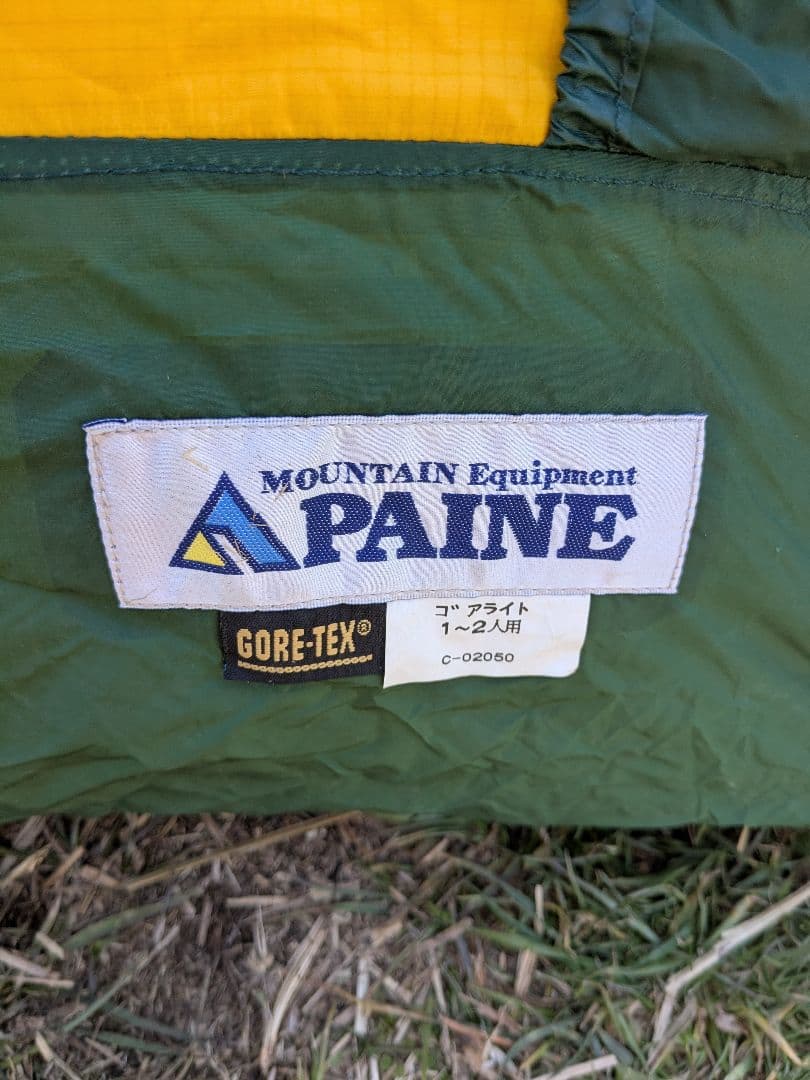 MOUNTAIN Equipment
PAINE
GORE-TEX®
ゴアライト
1～2人用
C-02050